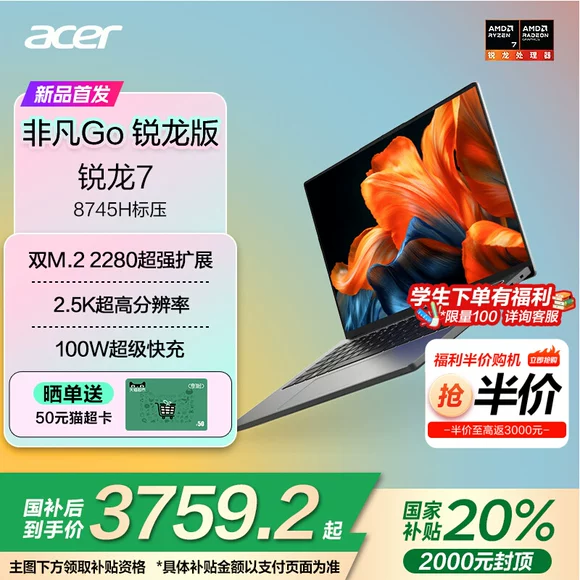 acer
AMD
RYZEN
7
AMD
RADEON
GRAPHICS
锐龙处理器
新品首发
非凡Go 锐龙版
锐龙7
8745H标压
双M.2 2280超强扩展
2.5K超高分辨率
100W超级快充
晒单送
50元猫超卡
学生下单有福利
*限量100 详询客服
福利半价购机 立即抢购
抢 半价
半价至高返3000元
国补后
到手价 3759.2起
国家
补贴 20%
2000元封顶
主图下方领取补贴资格 *具体补贴金额以支付页面为准